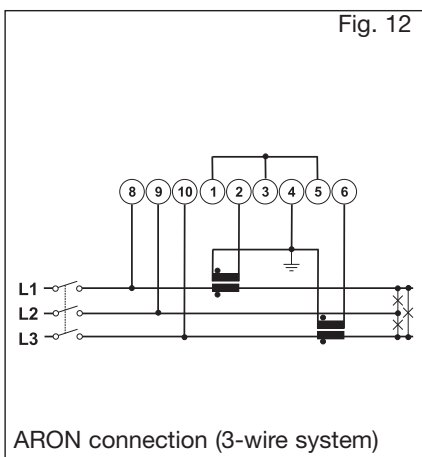 Fig. 12
8 9 10 1 2 3 4 5 6
L1
L2
L3
ARON connection (3-wire system)